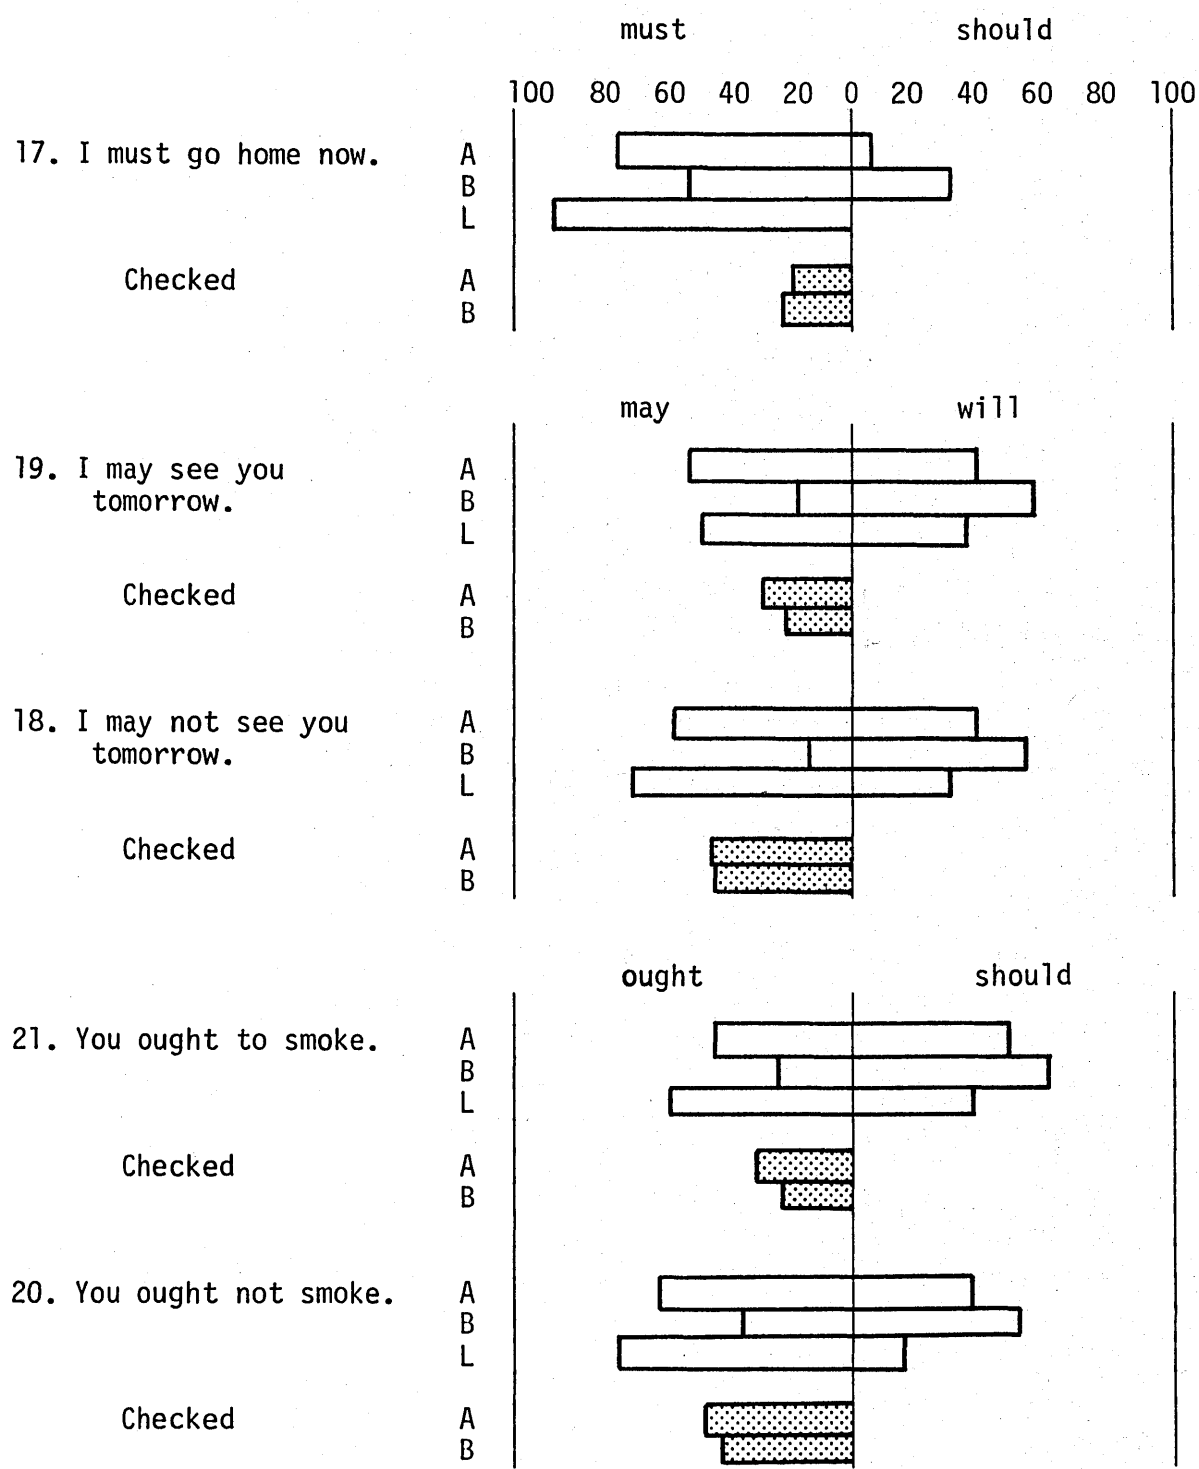 must should
100 80 60 40 20 0 20 40 60 80 100
17. I must go home now. A
B
L
Checked A
B
may will
19. I may see you A
tomorrow. B
L
Checked A
B
18. I may not see you A
tomorrow. B
L
Checked A
B
ought should
21. You ought to smoke. A
B
L
Checked A
B
20. You ought not smoke. A
B
L
Checked A
B